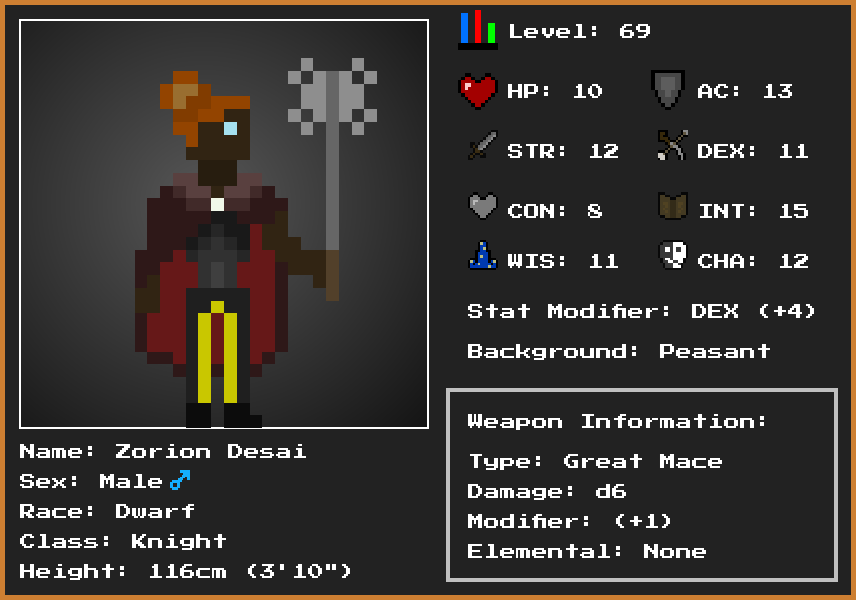 Level: 69
HP: 10 AC: 13
STR: 12 DEX: 11
CON: 8 INT: 15
WIS: 11 CHA: 12
Stat Modifier: DEX (+4)
Background: Peasant
Weapon Information:
Type: Great Mace
Damage: d6
Modifier: (+1)
Elemental: None
Name: Zorion Desai
Sex: Male♂
Race: Dwarf
Class: Knight
Height: 116cm (3'10")